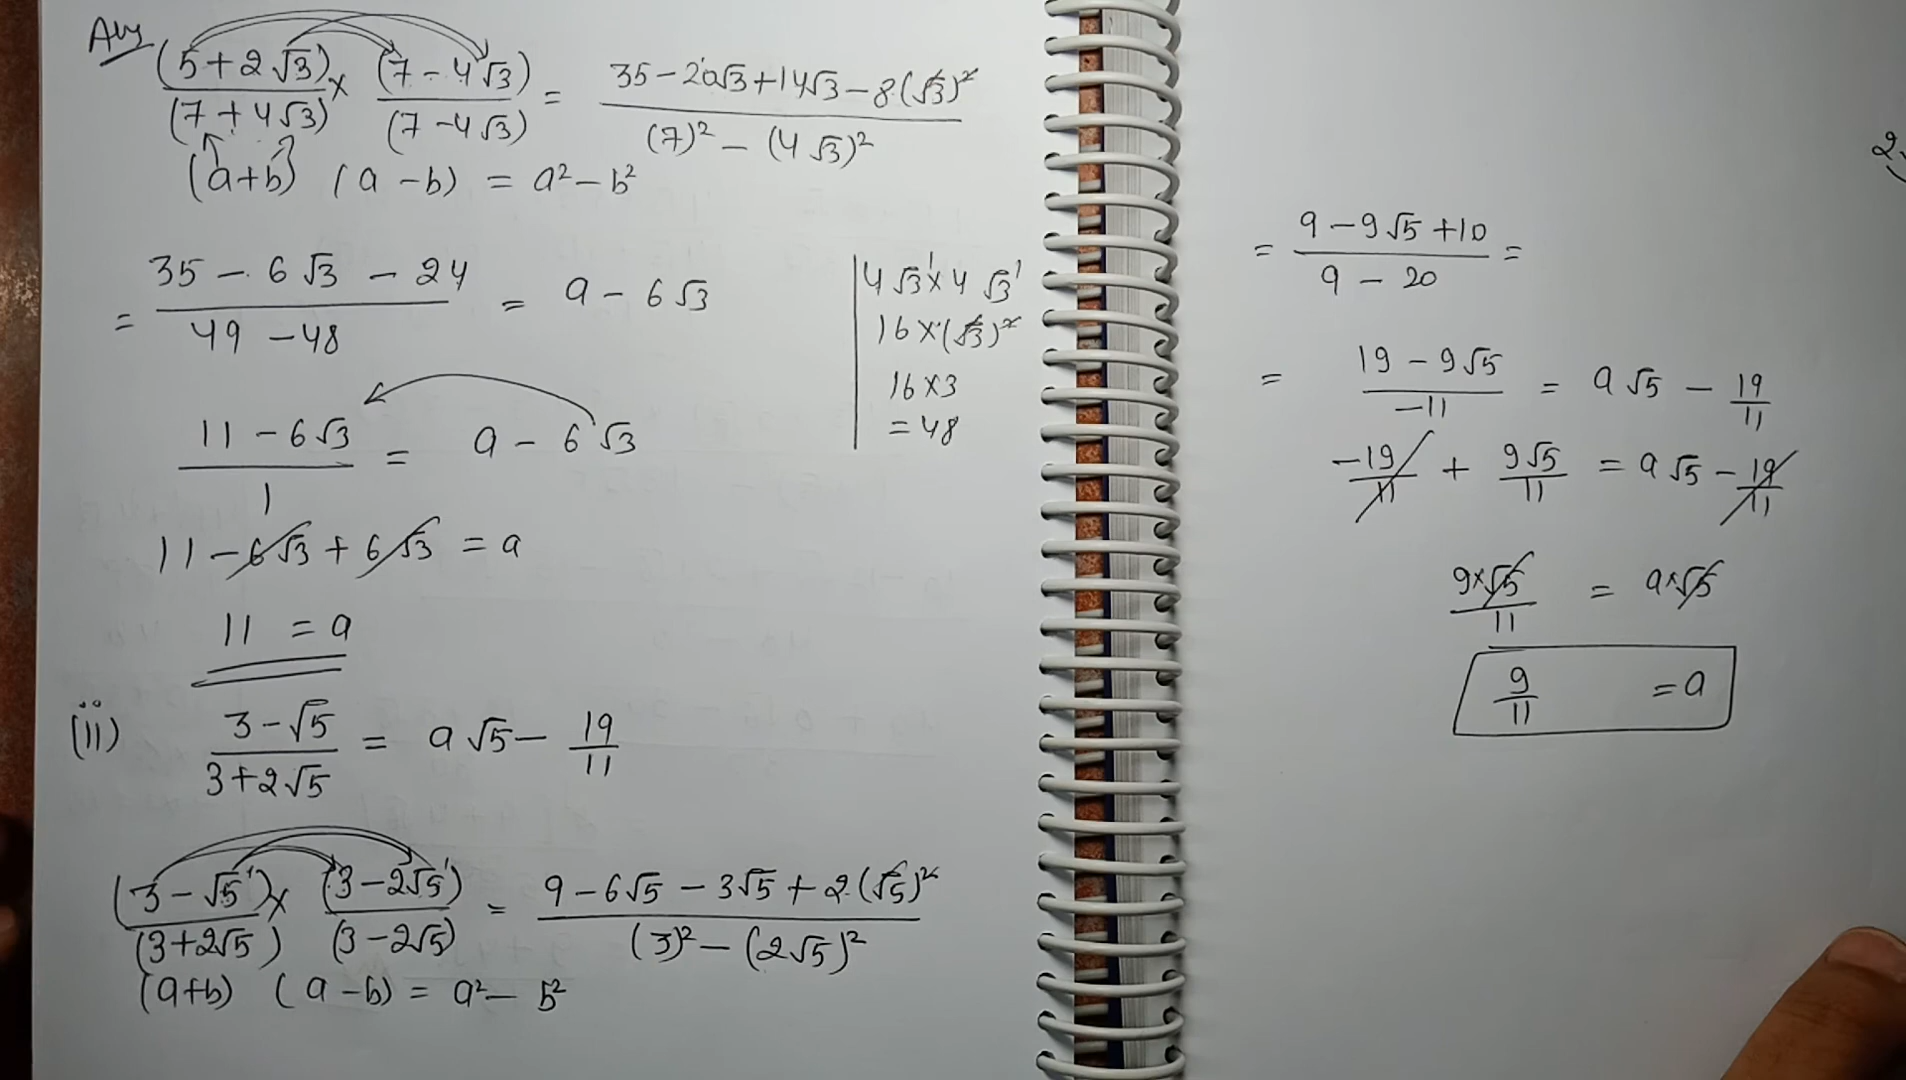 Ans
(5+2√3)/(7+4√3) × (7-4√3)/(7-4√3) = (35-20√3+14√3-8(√3)²)/((7)²-(4√3)²)
(a+b) (a-b) = a²-b²
= (35-6√3-24)/(49-48) = a-6√3
(11-6√3)/1 = a-6√3
11-6√3+6√3 = a
11 = a
4√3×4√3
16×(√3)²
16×3
=48
(ii) (3-√5)/(3+2√5) = a√5-19/11
(3-√5)/(3+2√5) × (3-2√5)/(3-2√5) = (9-6√5-3√5+2.(√5)²)/((3)²-(2√5)²)
(a+b) (a-b) = a²-b²
= (9-9√5+10)/(9-20) =
= (19-9√5)/-11 = a√5-19/11
-19/11 + 9√5/11 = a√5-19/11
9×√5/11 = a×√5
9/11 = a
2